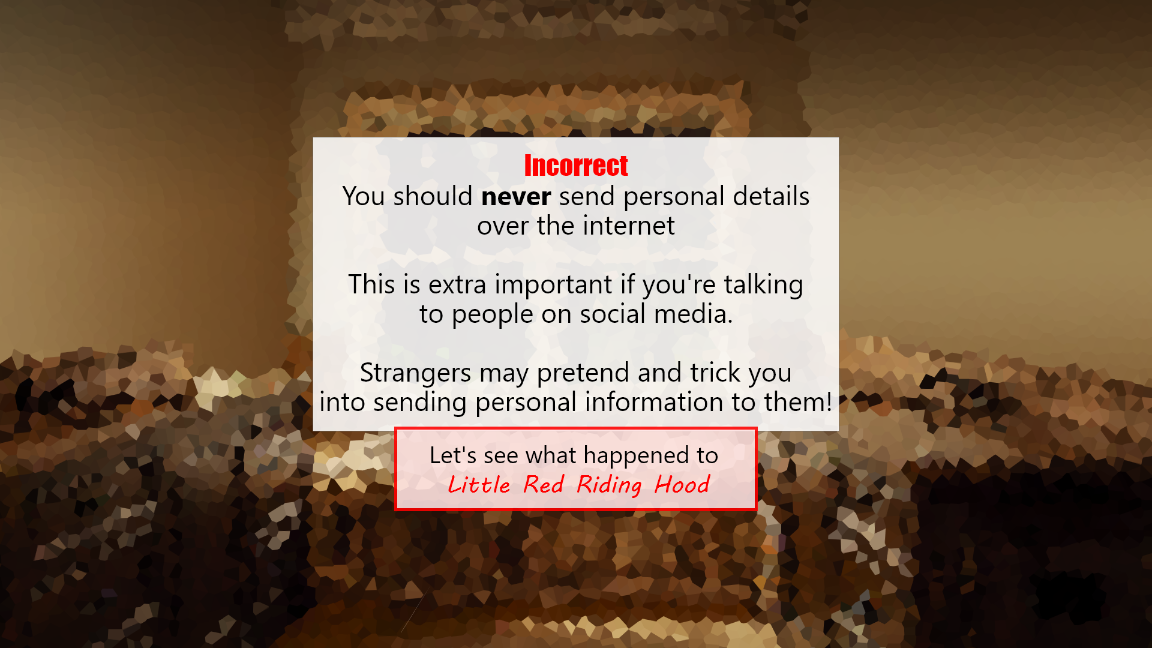 Incorrect
You should never send personal details
over the internet
This is extra important if you're talking
to people on social media.
Strangers may pretend and trick you
into sending personal information to them!
Let's see what happened to
Little Red Riding Hood